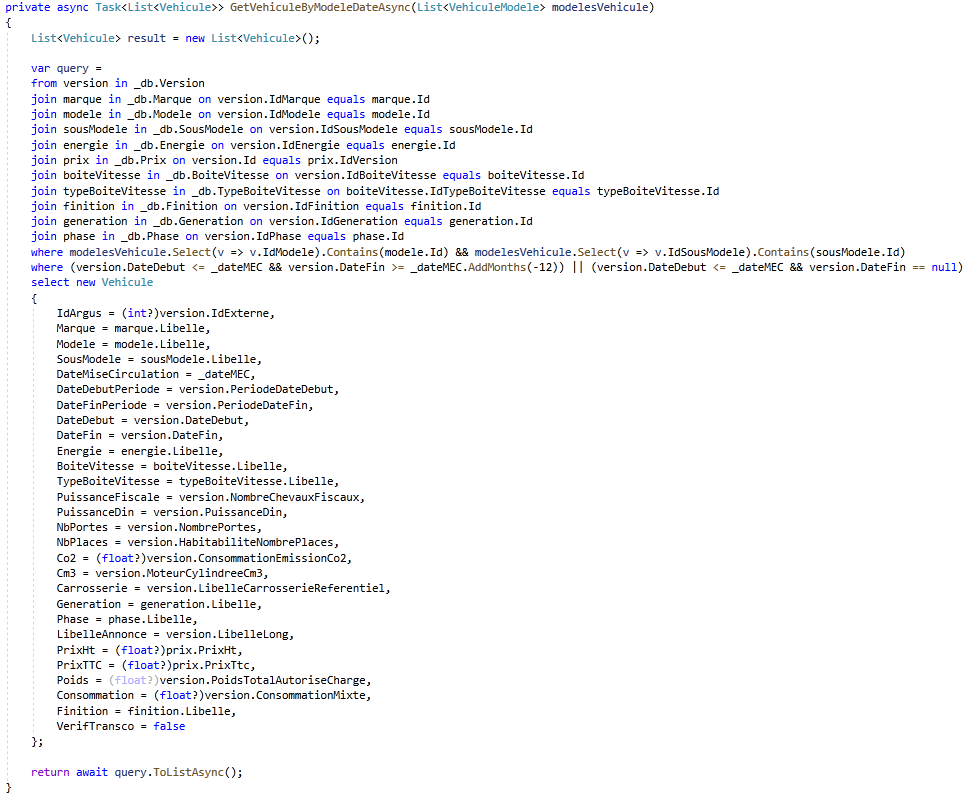 private async Task<List<Vehicule>> GetVehiculeByModeleDateAsync(List<VehiculeModele> modelesVehicule)
{
    List<Vehicule> result = new List<Vehicule>();

    var query =
    from version in _db.Version
    join marque in _db.Marque on version.IdMarque equals marque.Id
    join modele in _db.Modele on version.IdModele equals modele.Id
    join sousModele in _db.SousModele on version.IdSousModele equals sousModele.Id
    join energie in _db.Energie on version.IdEnergie equals energie.Id
    join prix in _db.Prix on version.Id equals prix.IdVersion
    join boiteVitesse in _db.BoiteVitesse on version.IdBoiteVitesse equals boiteVitesse.Id
    join typeBoiteVitesse in _db.TypeBoiteVitesse on boiteVitesse.IdTypeBoiteVitesse equals typeBoiteVitesse.Id
    join finition in _db.Finition on version.IdFinition equals finition.Id
    join generation in _db.Generation on version.IdGeneration equals generation.Id
    join phase in _db.Phase on version.IdPhase equals phase.Id
    where modelesVehicule.Select(v => v.IdModele).Contains(modele.Id) && modelesVehicule.Select(v => v.IdSousModele).Contains(sousModele.Id)
    where (version.DateDebut <= _dateMEC && version.DateFin >= _dateMEC.AddMonths(-12)) || (version.DateDebut <= _dateMEC && version.DateFin == null)
    select new Vehicule
    {
        IdArgus = (int?)version.IdExterne,
        Marque = marque.Libelle,
        Modele = modele.Libelle,
        SousModele = sousModele.Libelle,
        DateMiseCirculation = _dateMEC,
        DateDebutPeriode = version.PeriodeDateDebut,
        DateFinPeriode = version.PeriodeDateFin,
        DateDebut = version.DateDebut,
        DateFin = version.DateFin,
        Energie = energie.Libelle,
        BoiteVitesse = boiteVitesse.Libelle,
        TypeBoiteVitesse = typeBoiteVitesse.Libelle,
        PuissanceFiscale = version.NombreChevauxFiscaux,
        PuissanceDin = version.PuissanceDin,
        NbPortes = version.NombrePortes,
        NbPlaces = version.HabitabiliteNombrePlaces,
        Co2 = (float?)version.ConsommationEmissionCo2,
        Cm3 = version.MoteurCylindreeCm3,
        Carrosserie = version.LibelleCarrosserieReferentiel,
        Generation = generation.Libelle,
        Phase = phase.Libelle,
        LibelleAnnonce = version.LibelleLong,
        PrixHt = (float?)prix.PrixHt,
        PrixTTC = (float?)prix.PrixTtc,
        Poids = (float?)version.PoidsTotalAutoriseCharge,
        Consommation = (float?)version.ConsommationMixte,
        Finition = finition.Libelle,
        VerifTransco = false
    };

    return await query.ToListAsync();
}